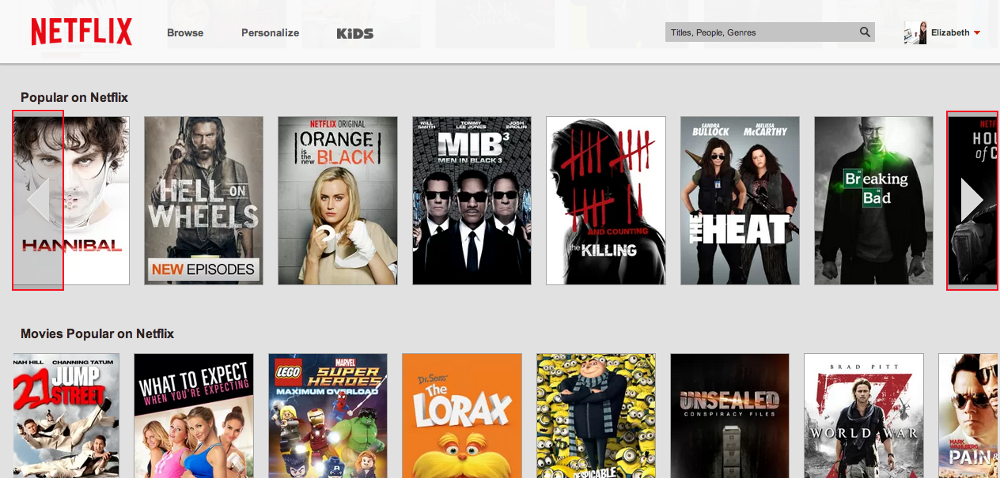 NETFLIX
Browse
Personalize
KiDS
Titles, People, Genres
Elizabeth
Popular on Netflix
HANNIBAL
HELL ON
WHEELS
NEW EPISODES
NETFLIX ORIGINAL
ORANGE
is the new BLACK
WILL SMITH
TOMMY LEE JONES
JOSH BROLIN
MIB3
MEN IN BLACK 3
AND COUNTING
the KILLING
SANDRA BULLOCK
MELISSA McCARTHY
THE HEAT
Breaking
Bad
NETF
HOU
of C
Movies Popular on Netflix
NAH HILL CHANNING TATUM
21 JUMP
STREET
WHAT TO EXPECT
WHEN YOU'RE EXPECTING
LEGO
MARVEL
SUPER
HEROES
MAXIMUM OVERLOAD
Dr. Seuss'
The
LORAX
DESPICABLE
UNSEALED
CONSPIRACY FILES
BRAD PITT
Z
WORLD WAR
MARK
WAHLBERG
PAIN &